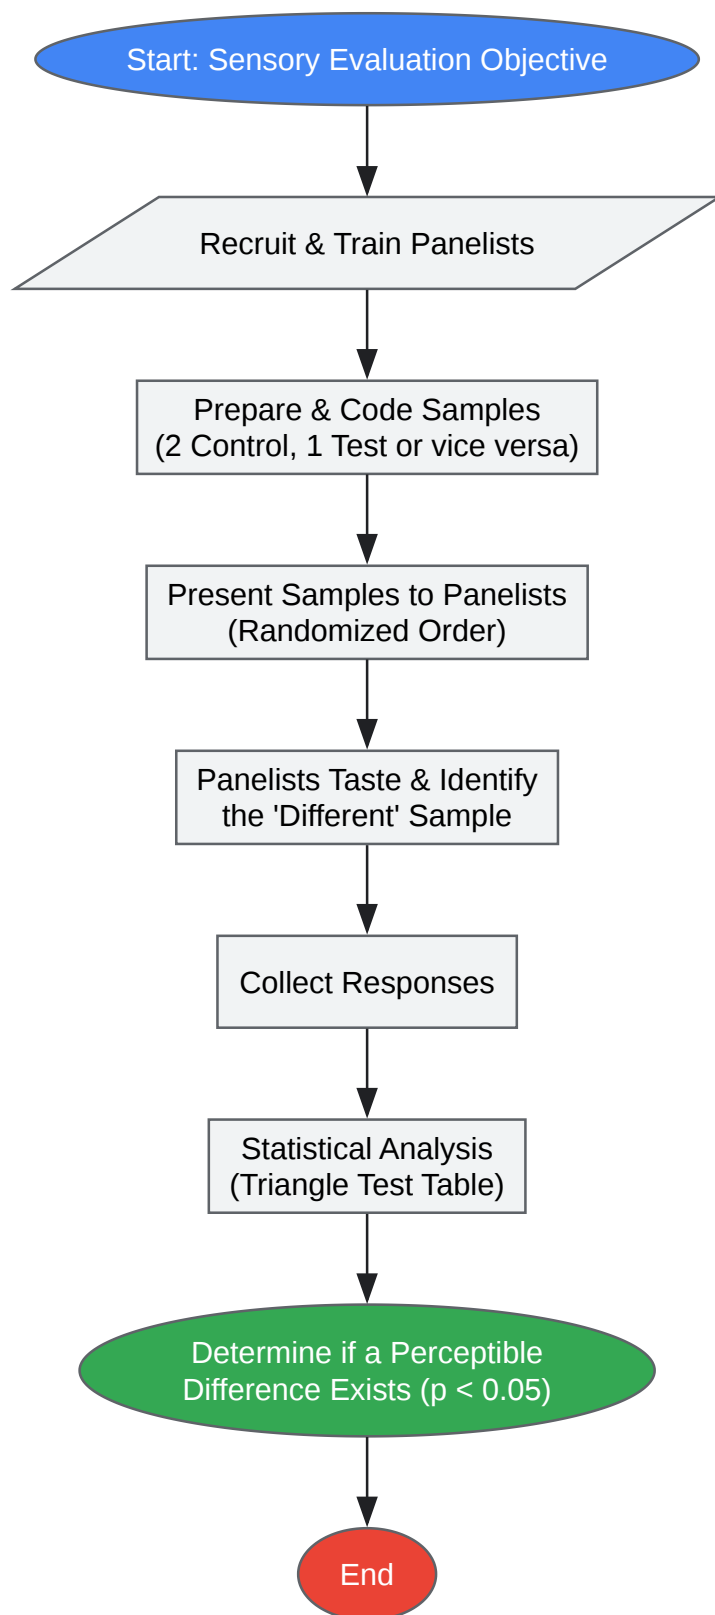 Start: Sensory Evaluation Objective
Recruit & Train Panelists
Prepare & Code Samples
(2 Control, 1 Test or vice versa)
Present Samples to Panelists
(Randomized Order)
Panelists Taste & Identify
the 'Different' Sample
Collect Responses
Statistical Analysis
(Triangle Test Table)
Determine if a Perceptible
Difference Exists (p < 0.05)
End